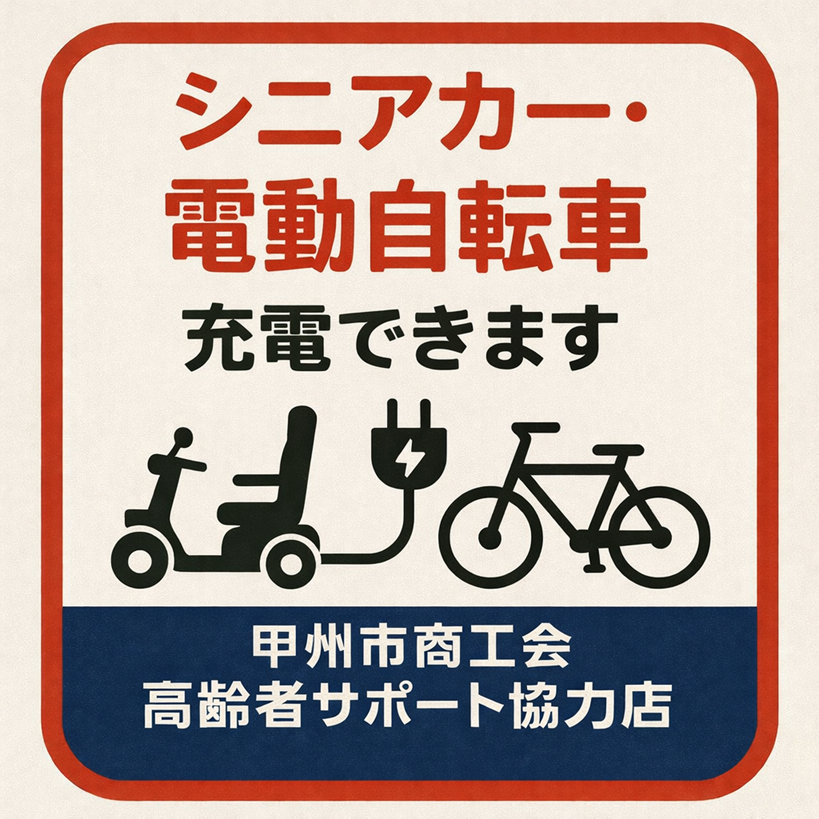 シニアカー・
電動自転車
充電できます
甲州市商工会
高齢者サポート協力店